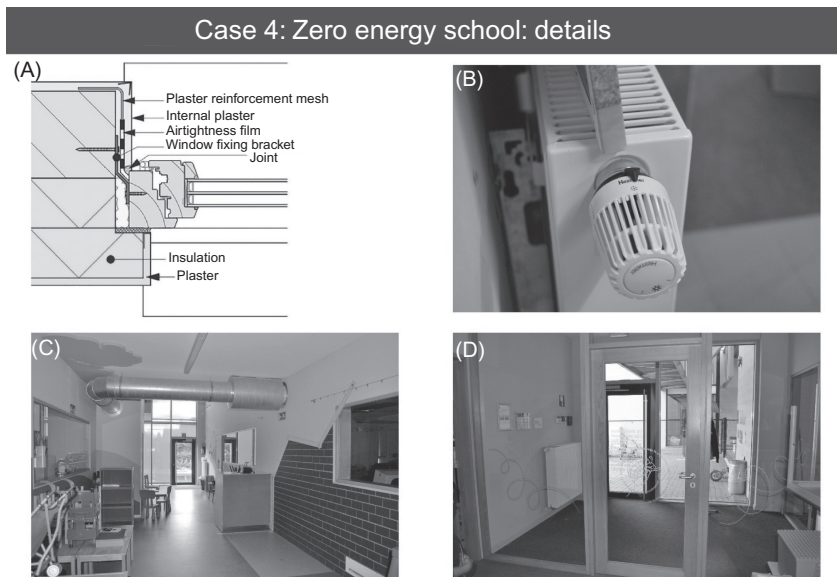 Case 4: Zero energy school: details
(A)
Plaster reinforcement mesh
Internal plaster
Airtightness film
Window fixing bracket
Joint
Insulation
Plaster
(B)
(C)
(D)